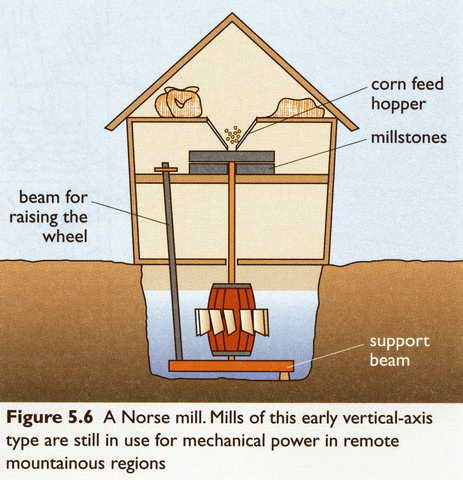 corn feed
hopper
millstones
beam for
raising the
wheel
support
beam
Figure 5.6 A Norse mill. Mills of this early vertical-axis
type are still in use for mechanical power in remote
mountainous regions